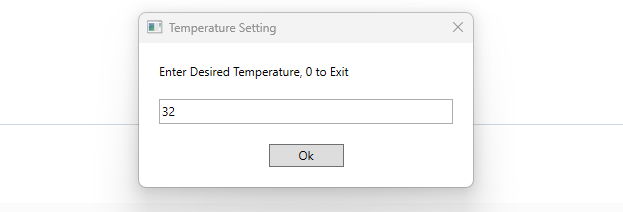 Temperature Setting
Enter Desired Temperature, 0 to Exit
32
Ok